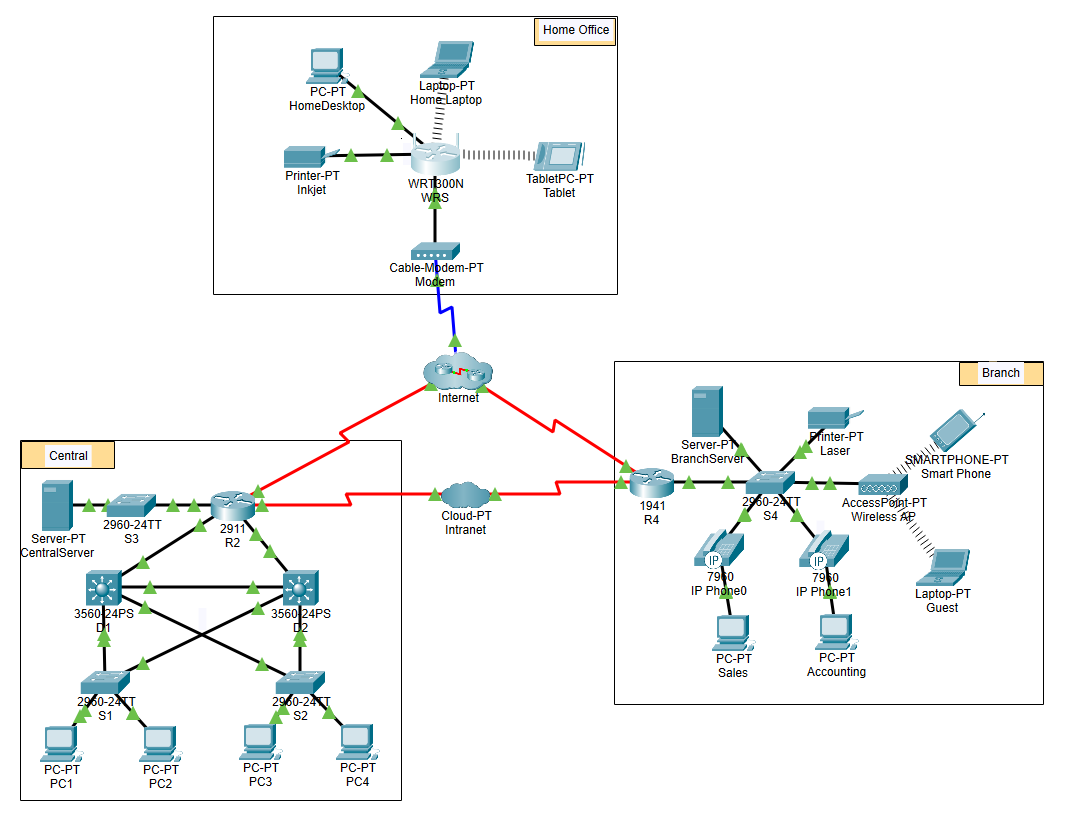 Home Office
PC-PT
HomeDesktop
Laptop-PT
Home Laptop
Printer-PT
Inkjet
WRT300N
WRS
TabletPC-PT
Tablet
Cable-Modem-PT
Modem
Internet
Branch
Server-PT
BranchServer
Printer-PT
Laser
SMARTPHONE-PT
Smart Phone
1941
R4
2960-24TT
S4
AccessPoint-PT
Wireless AP
IP
7960
IP Phone0
IP
7960
IP Phone1
Laptop-PT
Guest
PC-PT
Sales
PC-PT
Accounting
Central
Server-PT
CentralServer
2960-24TT
S3
2911
R2
Cloud-PT
Intranet
3560-24PS
D1
3560-24PS
D2
2960-24TT
S1
2960-24TT
S2
PC-PT
PC1
PC-PT
PC2
PC-PT
PC3
PC-PT
PC4